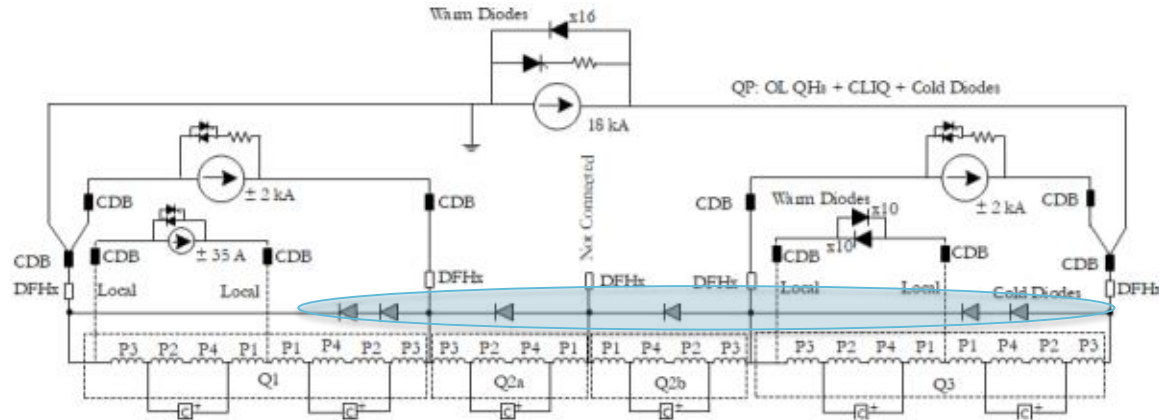 Warm Diodes
x16
QP: OL QHs + CLIQ + Cold Diodes
18 kA
± 2 kA
Not Connected
± 2 kA
CDB
CDB
CDB
CDB
Warm Diodes
x10
x10
± 35 A
CDB
CDB
CDB
CDB
CDB
CDB
CDB
DFHx
DFHx
DFHx
DFHx
DFHx
Local
Local
Local
Local
Cold Diodes
P3 P2 P4 P1 P1 P4 P2 P3 P3 P2 P4 P1 P1 P4 P2 P3 P3 P2 P4 P1 P1 P4 P2 P3
Q1 Q2a Q2b Q3
C + C + C + C + C + C +